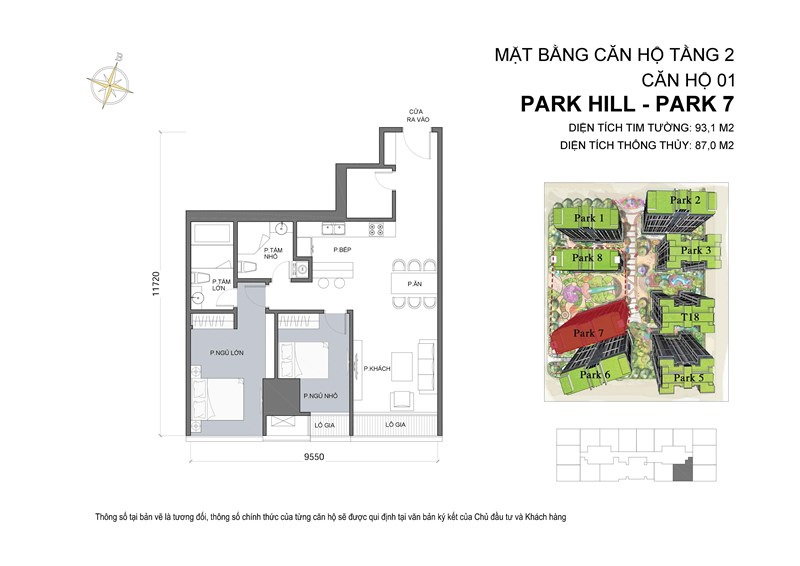 MẶT BẰNG CĂN HỘ TẦNG 2
CĂN HỘ 01
PARK HILL - PARK 7
DIỆN TÍCH TIM TƯỜNG: 93,1 M2
DIỆN TÍCH THÔNG THỦY: 87,0 M2
CỬA
RA VÀO
P.TẮM
NHỎ
P.BẾP
P.TẮM
LỚN
P.ĂN
P.NGỦ LỚN
P.KHÁCH
P.NGỦ NHỎ
LÔ GIA
LÔ GIA
11720
9550
Park 1
Park 2
Park 8
Park 3
T18
Park 7
Park 6
Park 5
Thông số tại bản vẽ là tương đối, thông số chính thức của từng căn hộ sẽ được qui định tại văn bản ký kết của Chủ đầu tư và Khách hàng